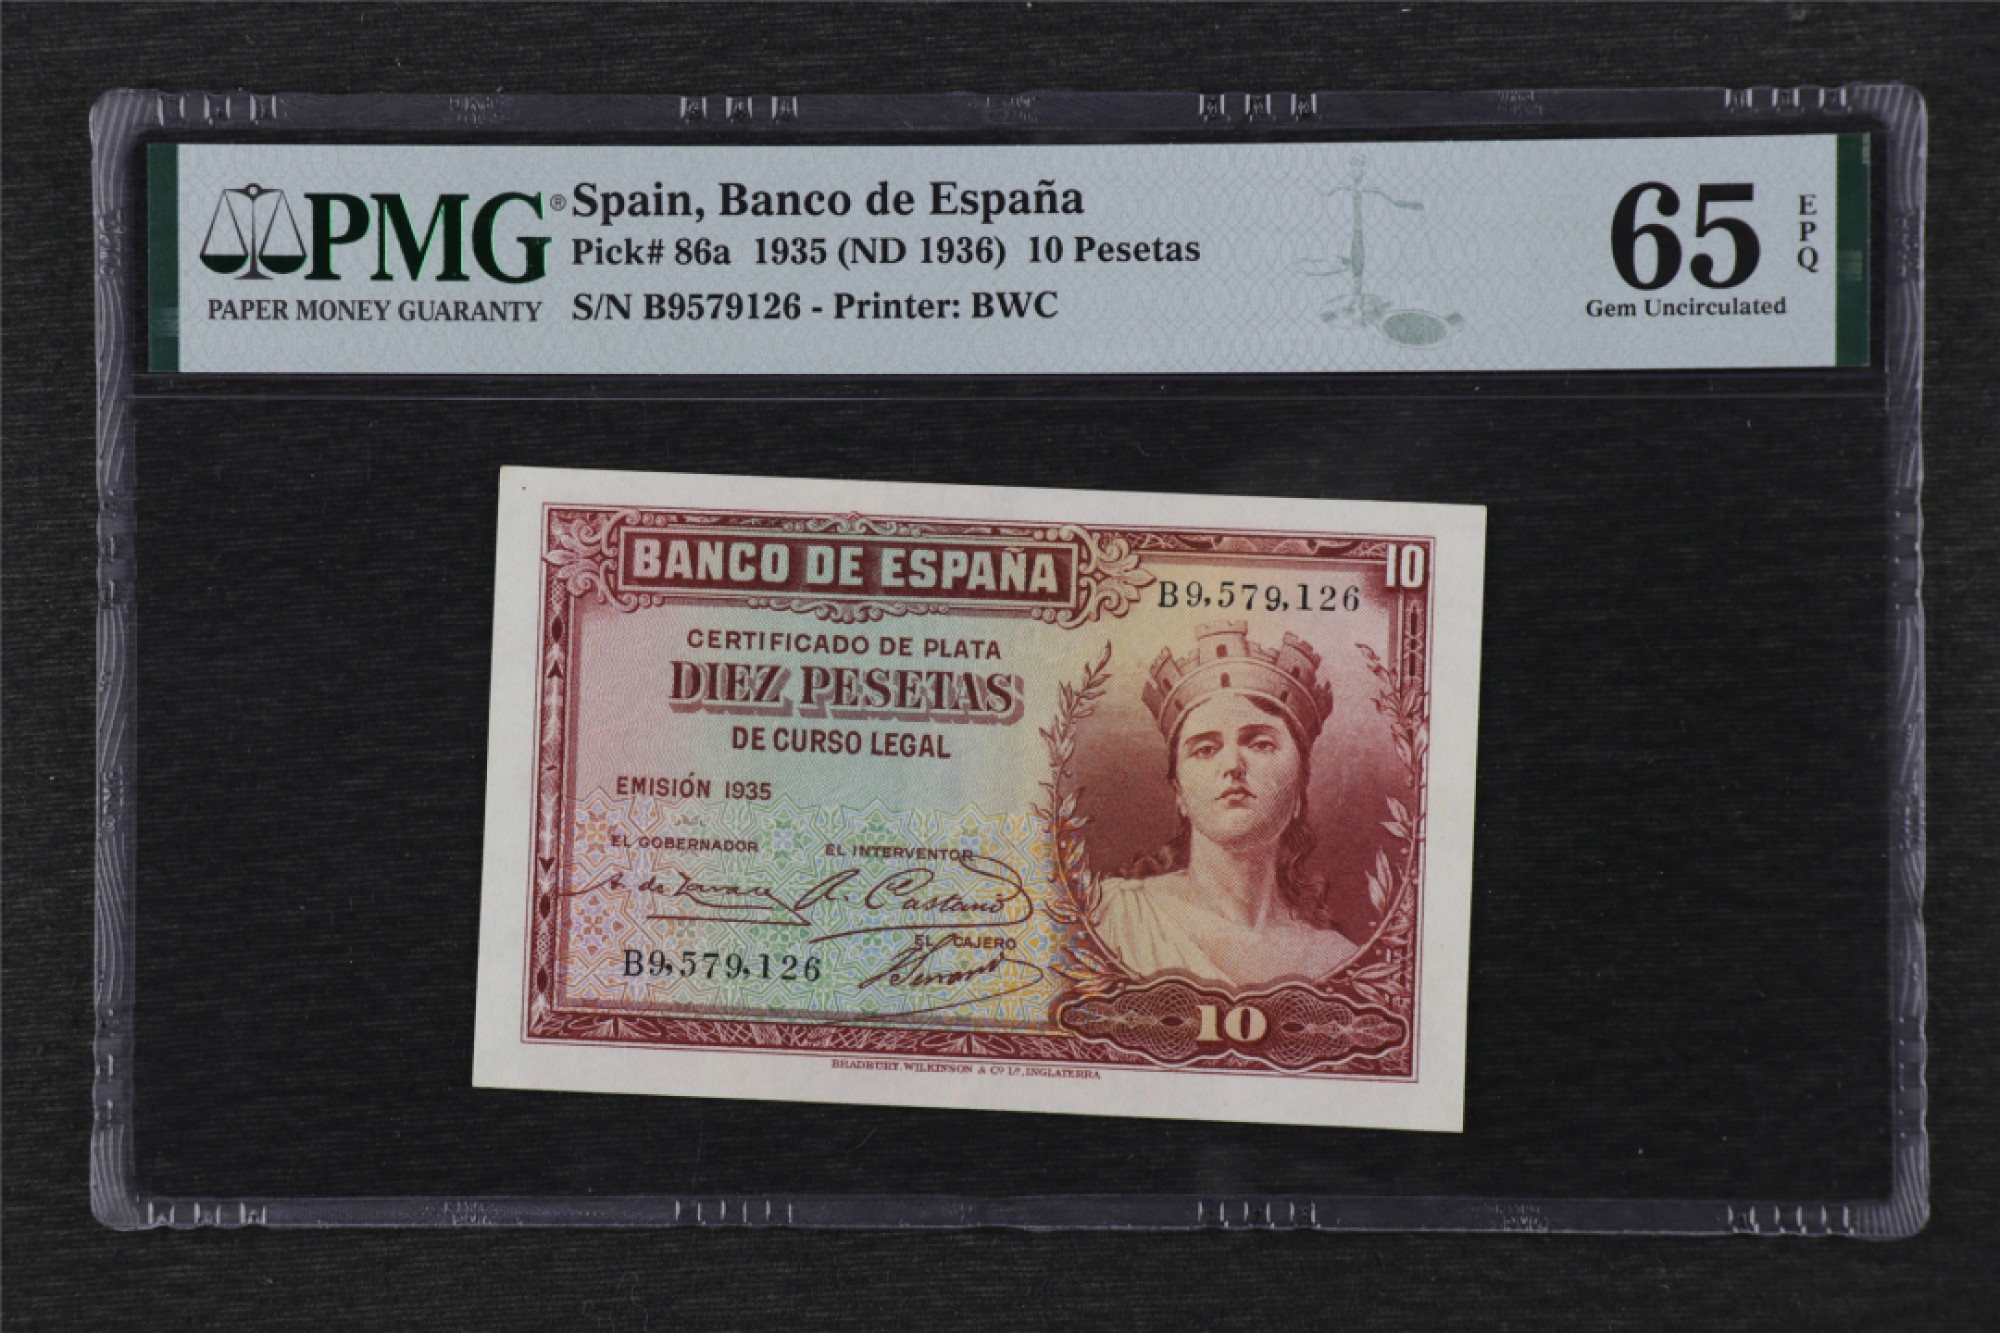 PMG®
PAPER MONEY GUARANTY
Spain, Banco de España
Pick# 86a 1935 (ND 1936) 10 Pesetas
S/N B9579126 - Printer: BWC
65
EPQ
Gem Uncirculated
BANCO DE ESPAÑA
10
B9,579,126
CERTIFICADO DE PLATA
DIEZ PESETAS
DE CURSO LEGAL
EMISIÓN 1935
EL GOBERNADOR
EL INTERVENTOR
EL CAJERO
B9,579,126
10
BRADBURY, WILKINSON & Cº Lᵈ, INGLATERRA